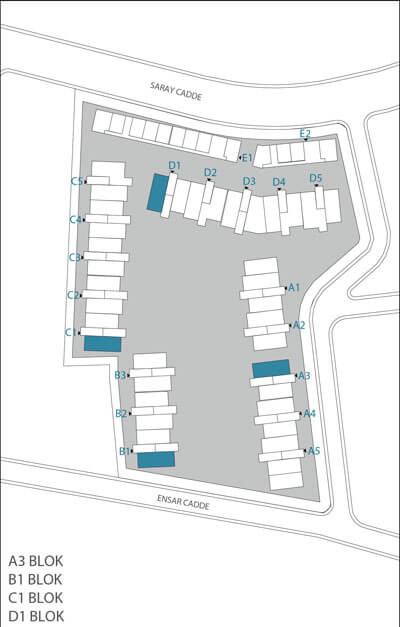 SARAY CADDE
E2
E1
D1
D2
D3
D4
D5
C5
C4
C3
C2
C1
A1
A2
A3
A4
A5
B3
B2
B1
ENSAR CADDE
A3 BLOK
B1 BLOK
C1 BLOK
D1 BLOK